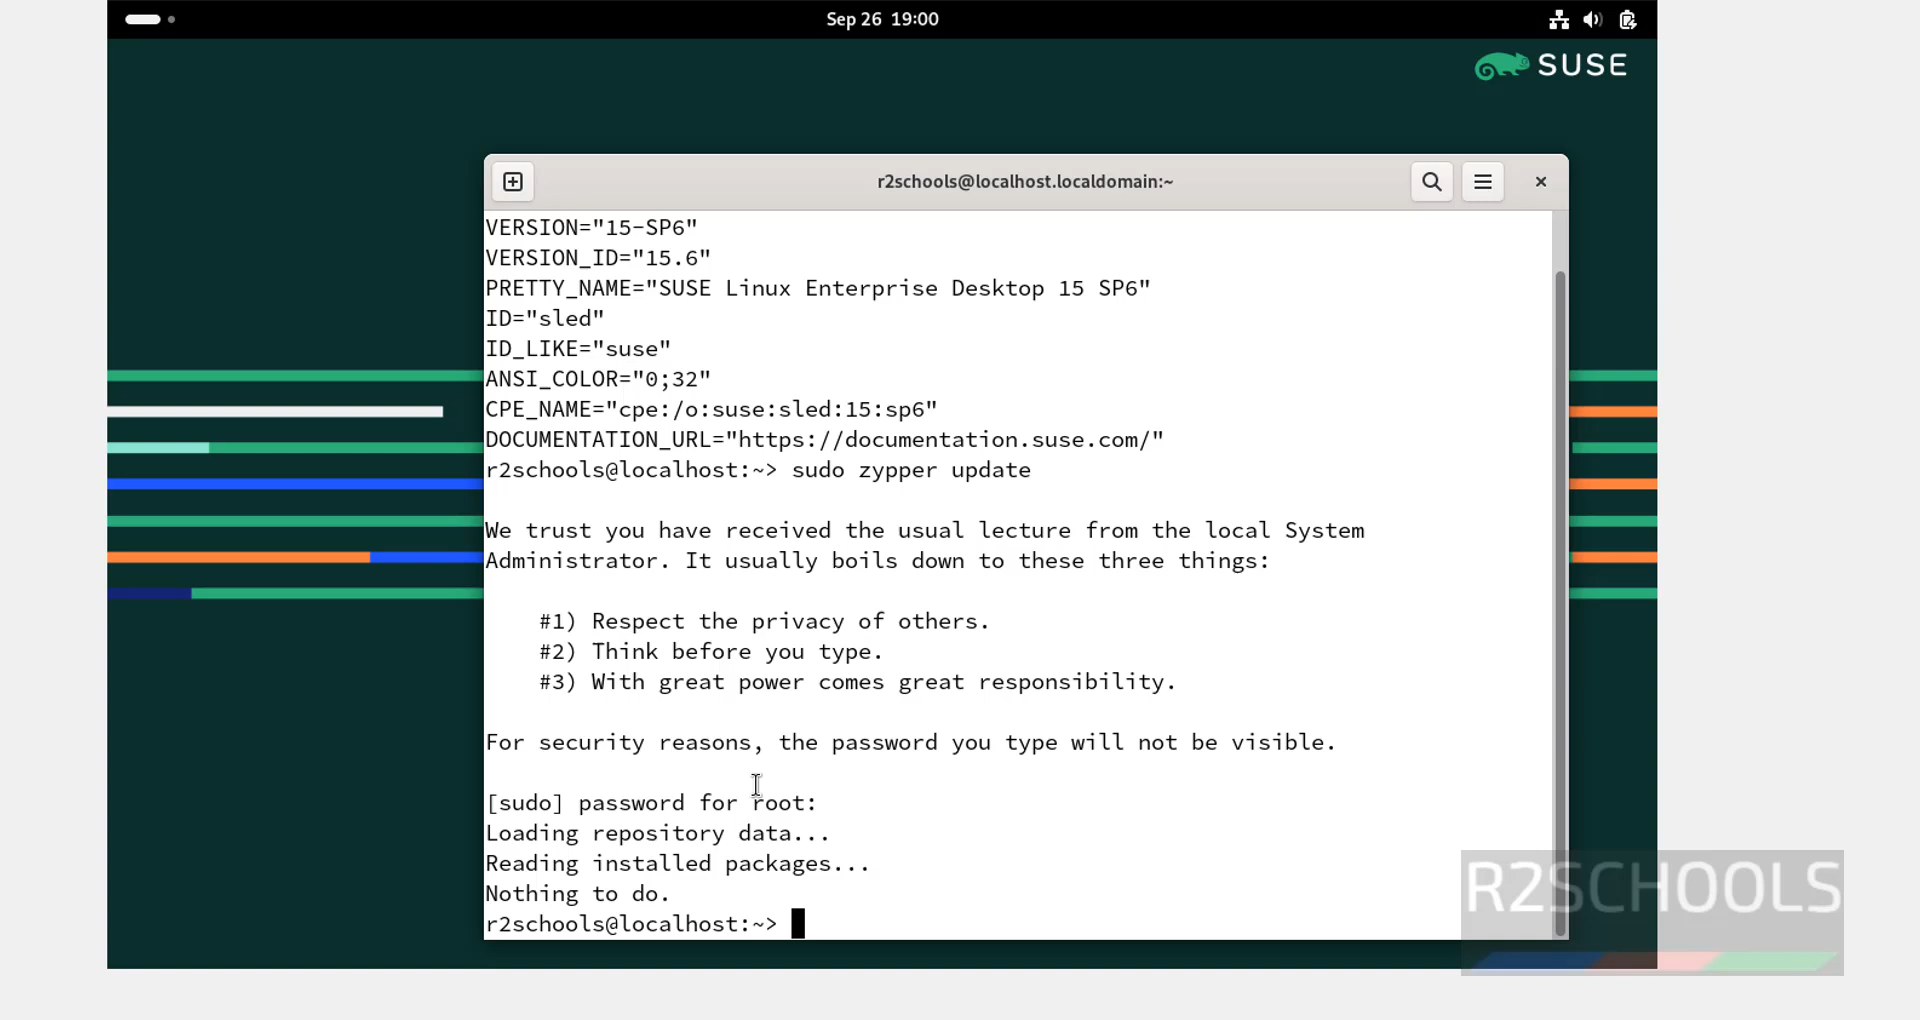 Sep 26 19:00
SUSE
r2schools@localhost.localdomain:~
VERSION="15-SP6"
VERSION_ID="15.6"
PRETTY_NAME="SUSE Linux Enterprise Desktop 15 SP6"
ID="sled"
ID_LIKE="suse"
ANSI_COLOR="0;32"
CPE_NAME="cpe:/o:suse:sled:15:sp6"
DOCUMENTATION_URL="https://documentation.suse.com/"
r2schools@localhost:~> sudo zypper update
We trust you have received the usual lecture from the local System
Administrator. It usually boils down to these three things:
#1) Respect the privacy of others.
#2) Think before you type.
#3) With great power comes great responsibility.
For security reasons, the password you type will not be visible.
[sudo] password for root:
Loading repository data...
Reading installed packages...
Nothing to do.
r2schools@localhost:~>
R2SCHOOLS